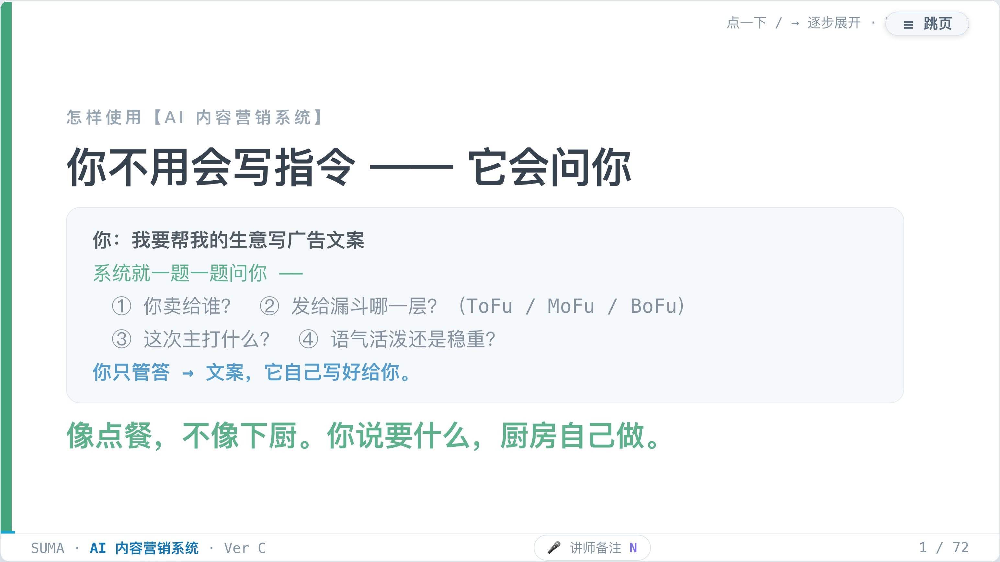 点一下 / → 逐步展开 ·
≡ 跳页
怎样使用【AI 内容营销系统】
你不用会写指令 —— 它会问你
你：我要帮我的生意写广告文案
系统就一题一题问你 ——
① 你卖给谁？ ② 发给漏斗哪一层？（ToFu / MoFu / BoFu）
③ 这次主打什么？ ④ 语气活泼还是稳重？
你只管答 → 文案，它自己写好给你。
像点餐，不像下厨。你说要什么，厨房自己做。
SUMA · AI 内容营销系统 · Ver C
🎤 讲师备注 N
1 / 72